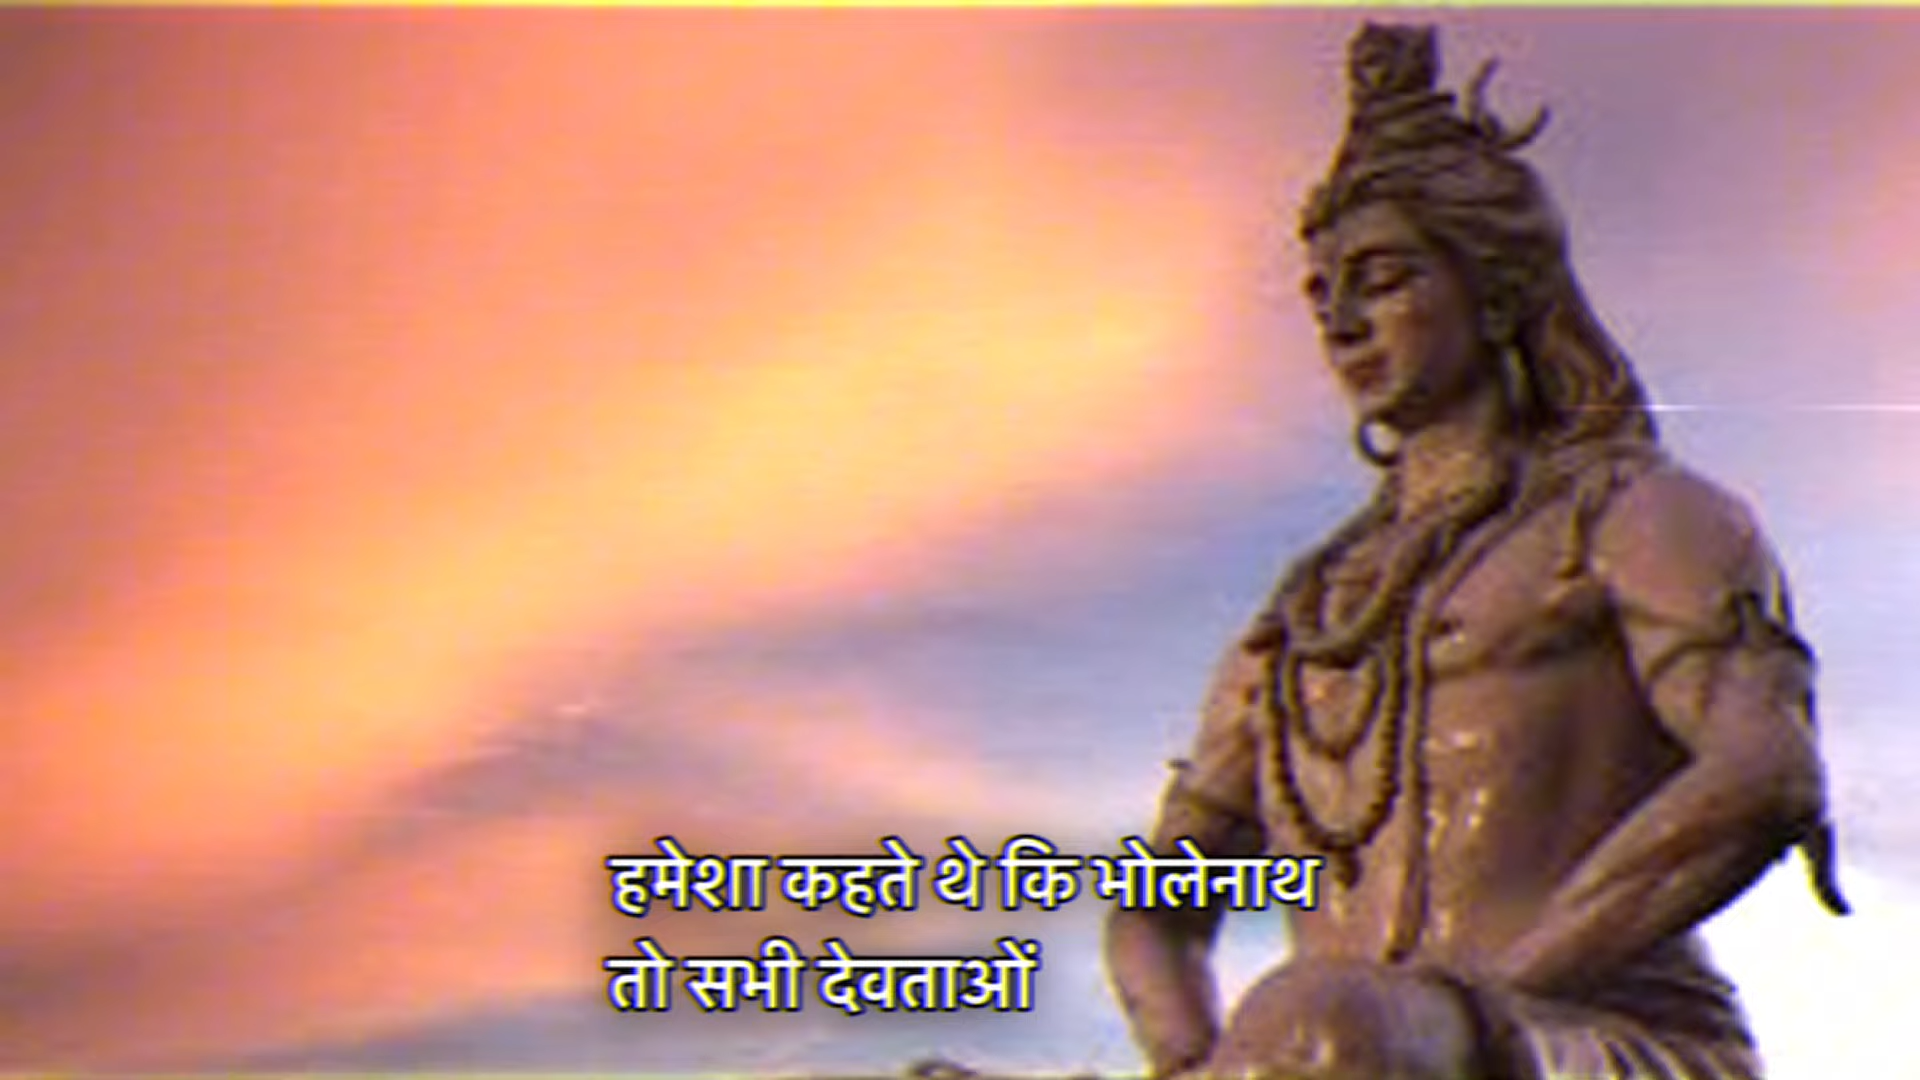 हमेशा कहते थे कि भोलेनाथ
तो सभी देवताओं